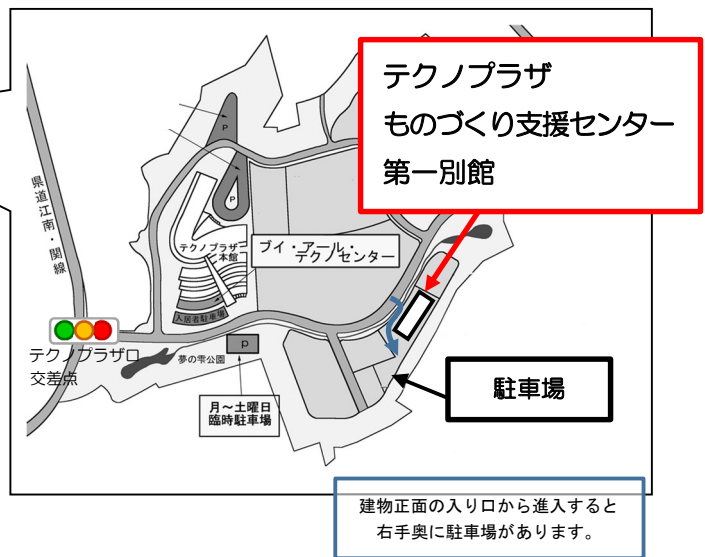 テクノプラザ
ものづくり支援センター
第一別館
県道江南・関線
P
P
テクノプラザ
本館
ブイ・アール・
テクノセンター
入居者駐車場
テクノプラザ口
交差点
夢の雫公園
P
月～土曜日
臨時駐車場
駐車場
建物正面の入り口から進入すると
右手奥に駐車場があります。